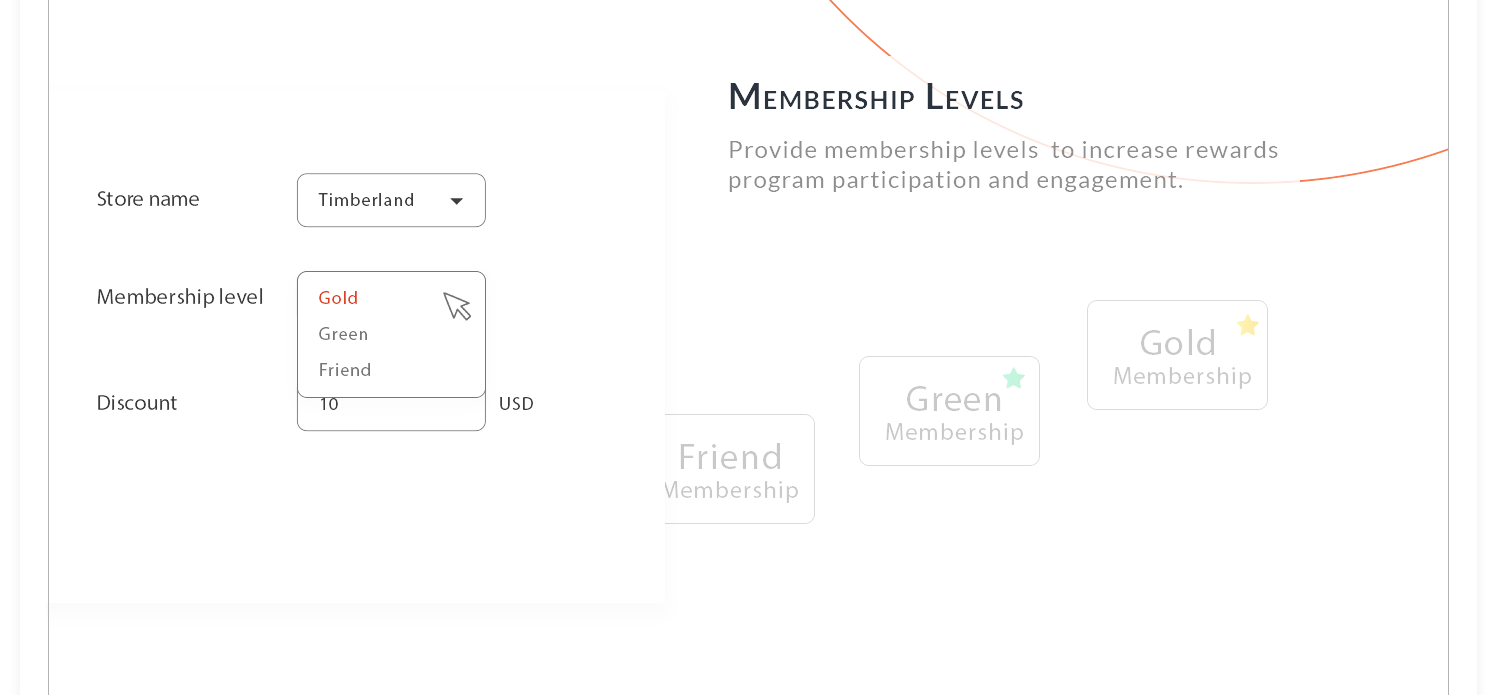 Membership Levels
Provide membership levels to increase rewards
program participation and engagement.
Store name
Timberland
Membership level
Gold
Green
Friend
Discount
10
USD
Gold
Membership
Green
Membership
Friend
Membership